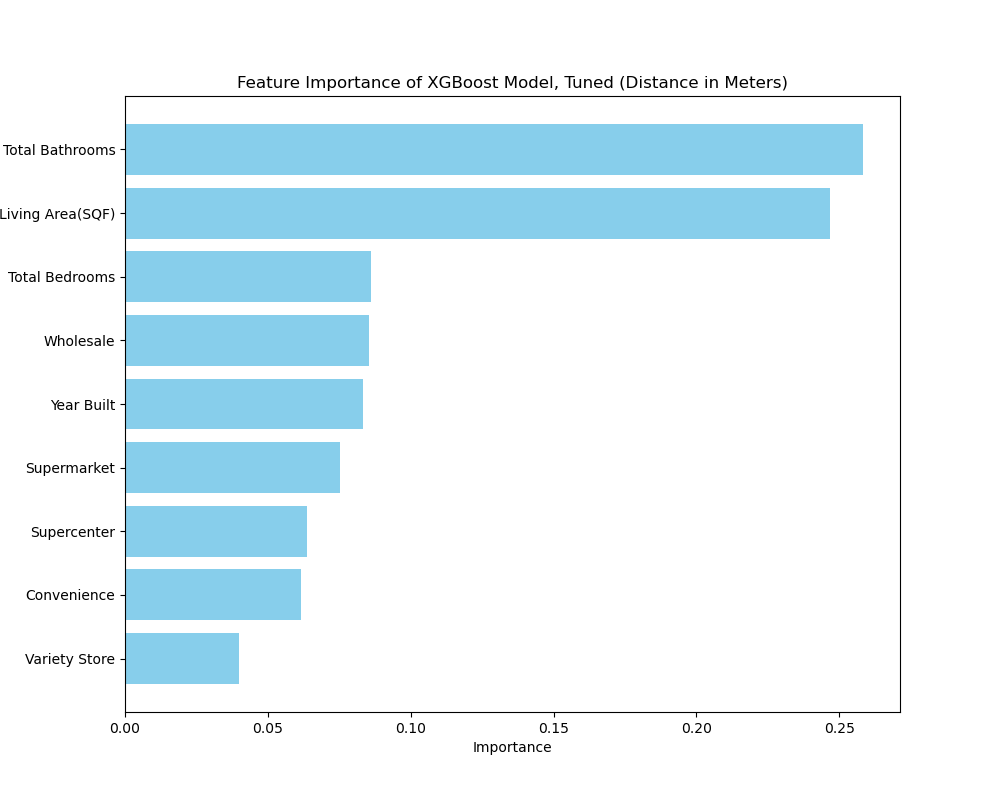 Feature Importance of XGBoost Model, Tuned (Distance in Meters)
Total Bathrooms
Living Area(SQF)
Total Bedrooms
Wholesale
Year Built
Supermarket
Supercenter
Convenience
Variety Store
0.00 0.05 0.10 0.15 0.20 0.25
Importance